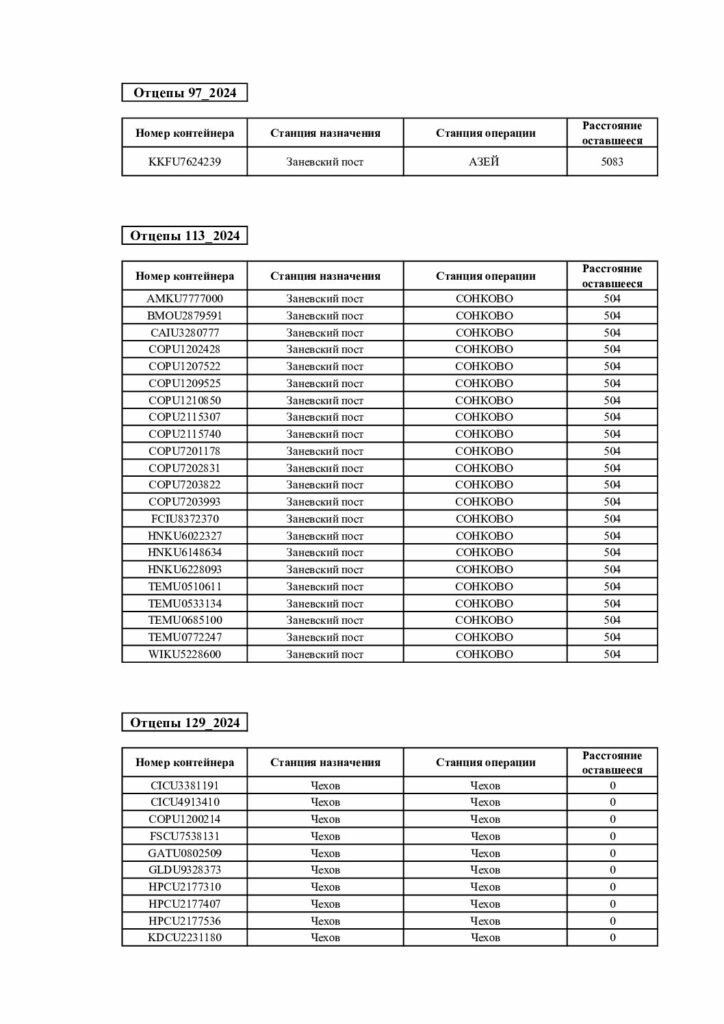 Отцепы 97_2024
Номер контейнера Станция назначения Станция операции Расстояние оставшееся
KKFU7624239 Заневский пост АЗЕЙ 5083
Отцепы 113_2024
Номер контейнера Станция назначения Станция операции Расстояние оставшееся
AMKU7777000 Заневский пост СОНКОВО 504
BMOU2879591 Заневский пост СОНКОВО 504
CAIU3280777 Заневский пост СОНКОВО 504
COPU1202428 Заневский пост СОНКОВО 504
COPU1207522 Заневский пост СОНКОВО 504
COPU1209525 Заневский пост СОНКОВО 504
COPU1210850 Заневский пост СОНКОВО 504
COPU2115307 Заневский пост СОНКОВО 504
COPU2115740 Заневский пост СОНКОВО 504
COPU7201178 Заневский пост СОНКОВО 504
COPU7202831 Заневский пост СОНКОВО 504
COPU7203822 Заневский пост СОНКОВО 504
COPU7203993 Заневский пост СОНКОВО 504
FCIU8372370 Заневский пост СОНКОВО 504
HNKU6022327 Заневский пост СОНКОВО 504
HNKU6148634 Заневский пост СОНКОВО 504
HNKU6228093 Заневский пост СОНКОВО 504
TEMU0510611 Заневский пост СОНКОВО 504
TEMU0533134 Заневский пост СОНКОВО 504
TEMU0685100 Заневский пост СОНКОВО 504
TEMU0772247 Заневский пост СОНКОВО 504
WIKU5228600 Заневский пост СОНКОВО 504
Отцепы 129_2024
Номер контейнера Станция назначения Станция операции Расстояние оставшееся
CICU3381191 Чехов Чехов 0
CICU4913410 Чехов Чехов 0
COPU1200214 Чехов Чехов 0
FSCU7538131 Чехов Чехов 0
GATU0802509 Чехов Чехов 0
GLDU9328373 Чехов Чехов 0
HPCU2177310 Чехов Чехов 0
HPCU2177407 Чехов Чехов 0
HPCU2177536 Чехов Чехов 0
KDCU2231180 Чехов Чехов 0